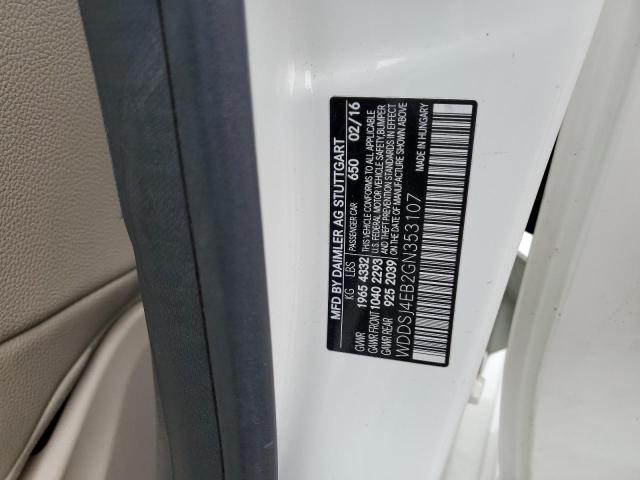 MFD BY DAIMLER AG STUTTGART
KG LBS PASSENGER CAR 650 02/16
GVWR 1965 4332 THIS VEHICLE CONFORMS TO ALL APPLICABLE
GAWR FRONT 1040 2293 U.S. FEDERAL MOTOR VEHICLE SAFETY, BUMPER
GAWR REAR 925 2039 AND THEFT PREVENTION STANDARDS IN EFFECT
ON THE DATE OF MANUFACTURE SHOWN ABOVE
WDDSJ4EB2GN353107 MADE IN HUNGARY